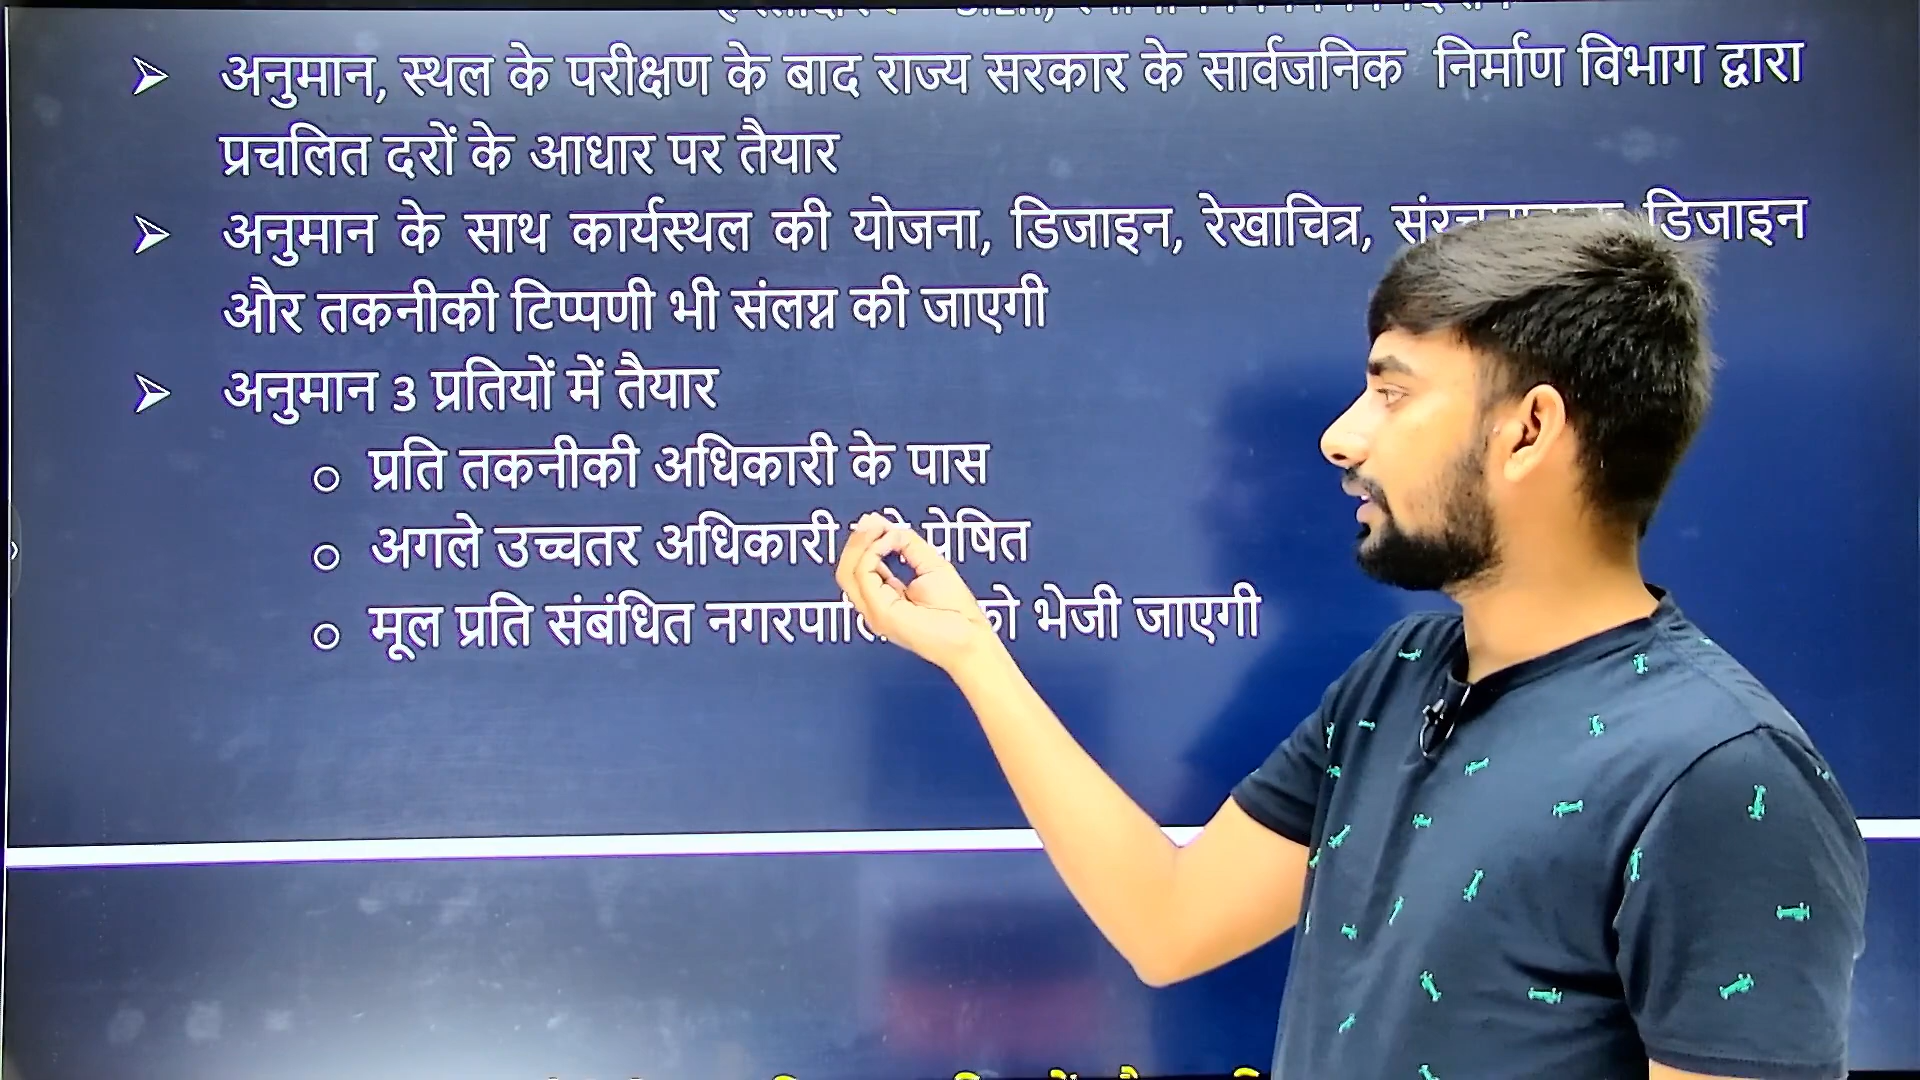 अनुमान, स्थल के परीक्षण के बाद राज्य सरकार के सार्वजनिक निर्माण विभाग द्वारा
प्रचलित दरों के आधार पर तैयार
अनुमान के साथ कार्यस्थल की योजना, डिजाइन, रेखाचित्र, डिजाइन
और तकनीकी टिप्पणी भी संलग्न की जाएगी
अनुमान 3 प्रतियों में तैयार
प्रति तकनीकी अधिकारी के पास
अगले उच्चतर अधिकारी प्रेषित
मूल प्रति संबंधित को भेजी जाएगी